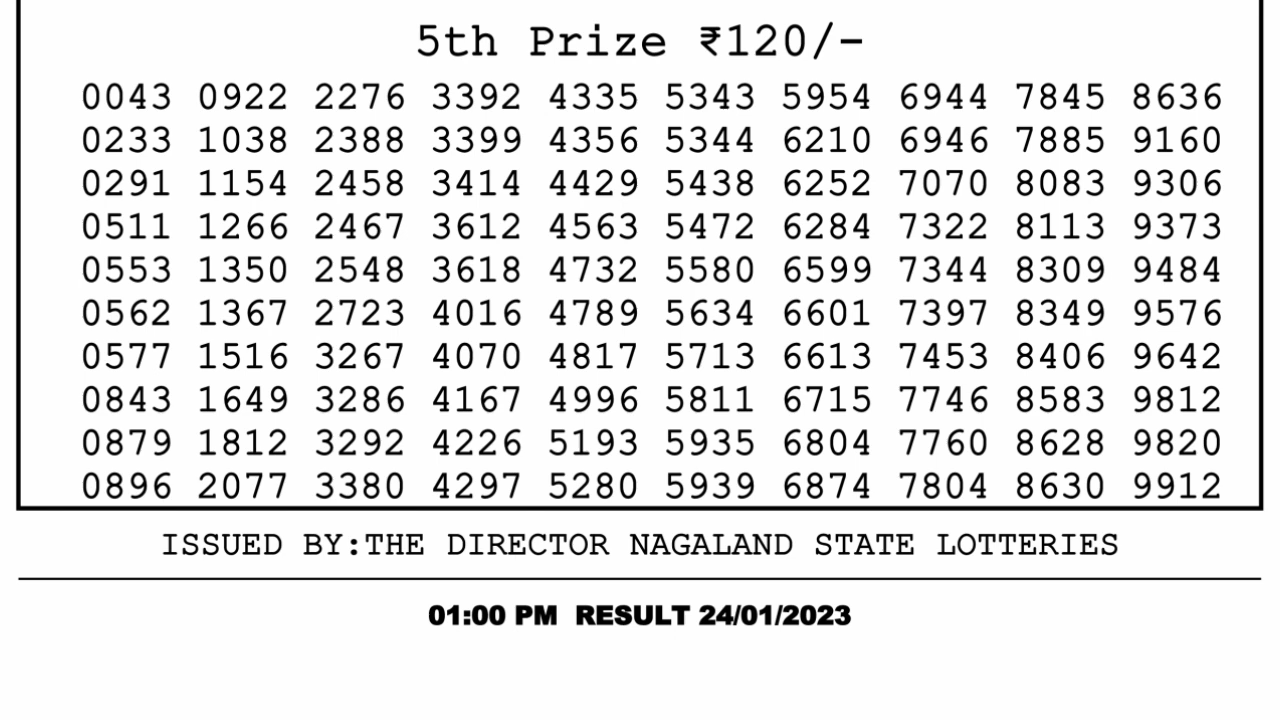 5th Prize ₹120/-
0043 0922 2276 3392 4335 5343 5954 6944 7845 8636
0233 1038 2388 3399 4356 5344 6210 6946 7885 9160
0291 1154 2458 3414 4429 5438 6252 7070 8083 9306
0511 1266 2467 3612 4563 5472 6284 7322 8113 9373
0553 1350 2548 3618 4732 5580 6599 7344 8309 9484
0562 1367 2723 4016 4789 5634 6601 7397 8349 9576
0577 1516 3267 4070 4817 5713 6613 7453 8406 9642
0843 1649 3286 4167 4996 5811 6715 7746 8583 9812
0879 1812 3292 4226 5193 5935 6804 7760 8628 9820
0896 2077 3380 4297 5280 5939 6874 7804 8630 9912
ISSUED BY:THE DIRECTOR NAGALAND STATE LOTTERIES
01:00 PM RESULT 24/01/2023